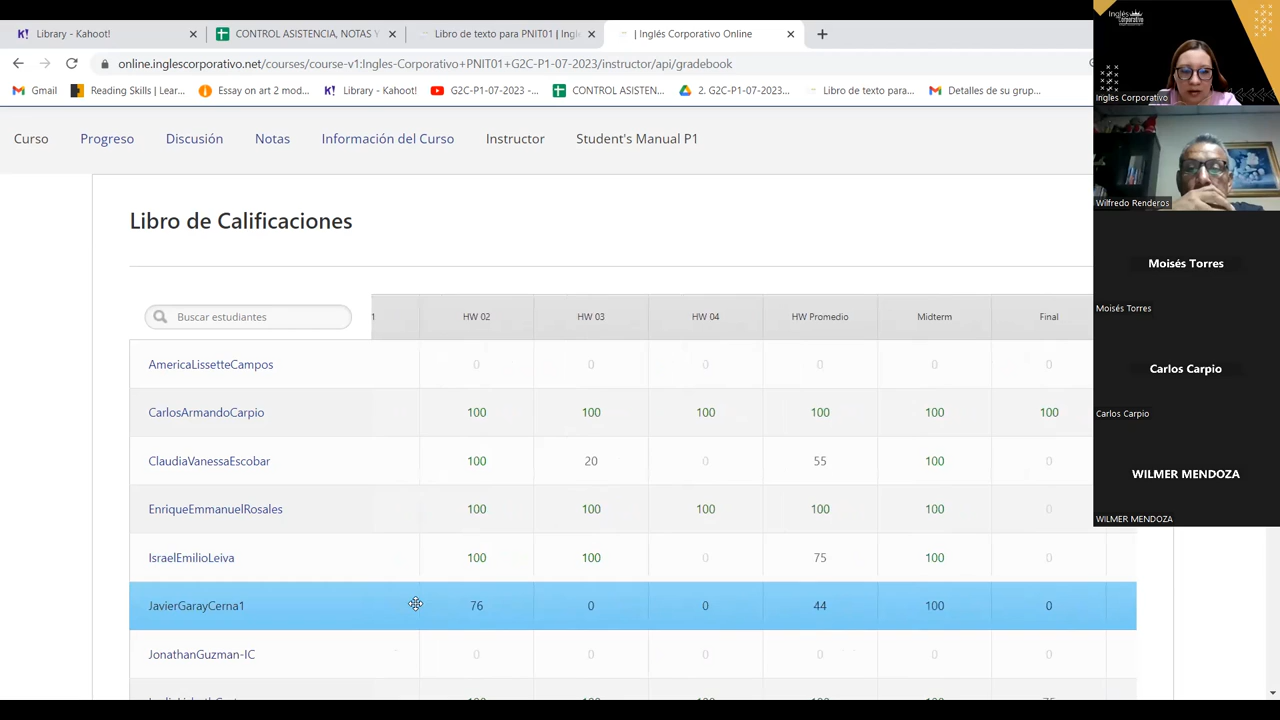 Library - Kahoot!
CONTROL ASISTENCIA, NOTAS Y
Libro de texto para PNIT01 | Ingl
| Inglés Corporativo Online
online.inglescorporativo.net/courses/course-v1:Ingles-Corporativo+PNIT01+G2C-P1-07-2023/instructor/api/gradebook
Gmail
Reading Skills | Lear...
Essay on art 2 mod...
Library - Kahoot!
G2C-P1-07-2023 -...
CONTROL ASISTEN...
2. G2C-P1-07-2023...
Libro de texto para...
Detalles de su grup...
Curso
Progreso
Discusión
Notas
Información del Curso
Instructor
Student's Manual P1
Libro de Calificaciones
Buscar estudiantes
1 HW 02 HW 03 HW 04 HW Promedio Midterm Final
AmericaLissetteCampos 0 0 0 0 0 0
CarlosArmandoCarpio 100 100 100 100 100 100
ClaudiaVanessaEscobar 100 20 0 55 100 0
EnriqueEmmanuelRosales 100 100 100 100 100 0
IsraelEmilioLeiva 100 100 0 75 100 0
JavierGarayCerna1 76 0 0 44 100 0
JonathanGuzman-IC 0 0 0 0 0 0
Inglés Corporativo
Ingles Corporativo
Wilfredo Renderos
Moisés Torres
Moisés Torres
Carlos Carpio
Carlos Carpio
WILMER MENDOZA
WILMER MENDOZA